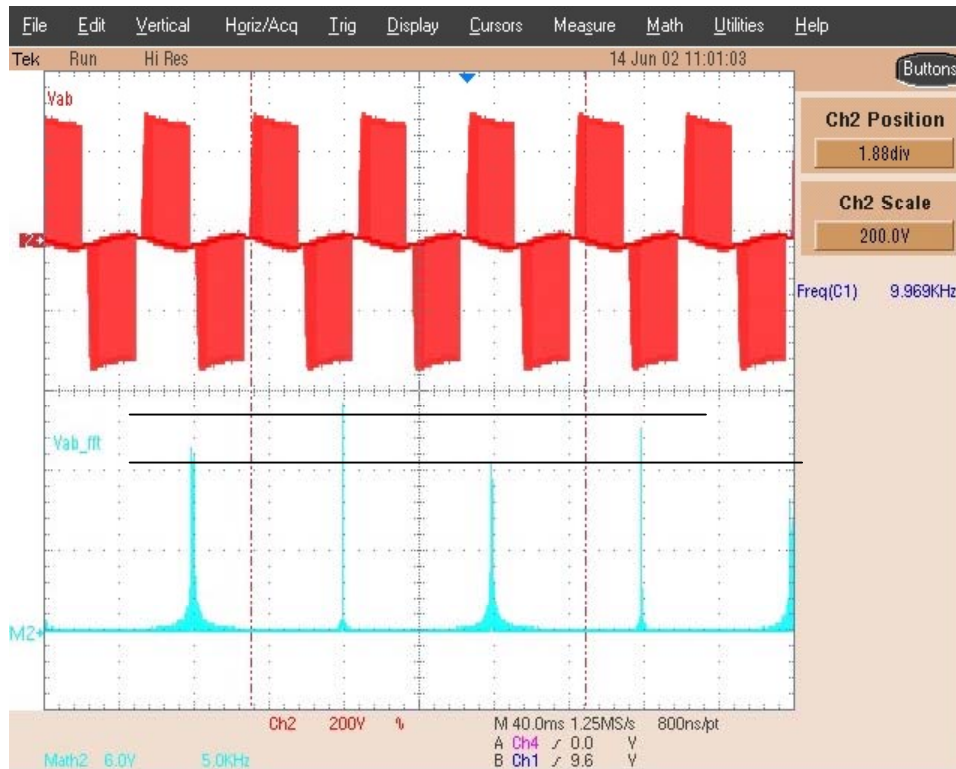 File Edit Vertical Horiz/Acq Trig Display Cursors Measure Math Utilities Help
Tek Run Hi Res 14 Jun 02 11:01:03
Buttons
Vab
Ch2 Position
1.88div
Ch2 Scale
200.0V
2
Freq(C1) 9.969KHz
Vab_fft
M2
Ch2 200V M 40.0ms 1.25MS/s 800ns/pt
A Ch4 0.0 V
Math2 6.0V 5.0KHz B Ch1 9.6 V